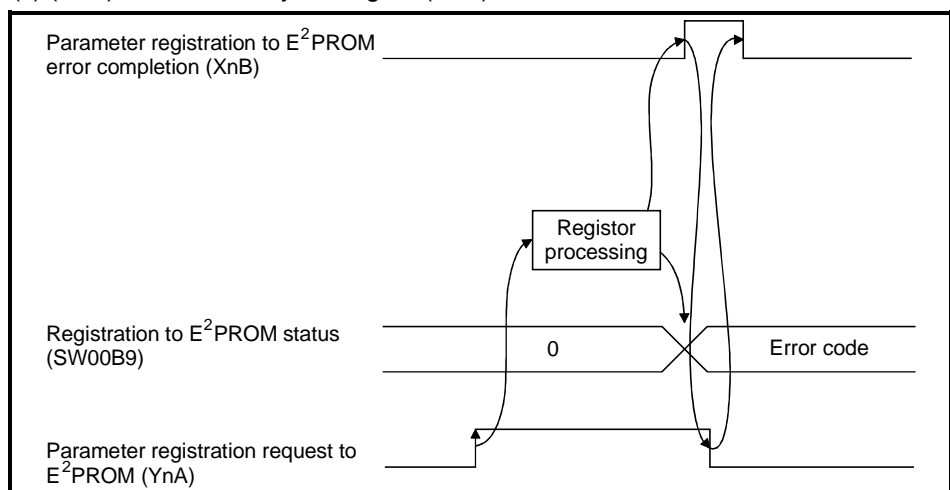 Parameter registration to E²PROM
error completion (XnB)
Registor
processing
Registration to E²PROM status
(SW00B9)
0
Error code
Parameter registration request to
E²PROM (YnA)